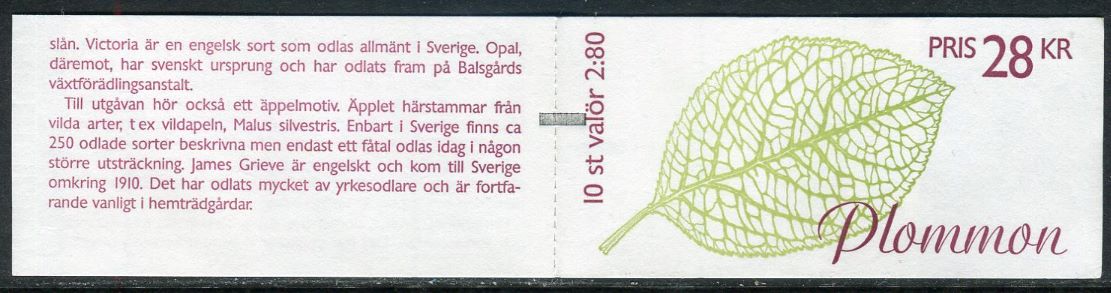 slån. Victoria är en engelsk sort som odlas allmänt i Sverige. Opal,
däremot, har svenskt ursprung och har odlats fram på Balsgårds
växtförädlingsanstalt.
Till utgåvan hör också ett äppelmotiv. Äpplet härstammar från
vilda arter, t ex vildapeln, Malus silvestris. Enbart i Sverige finns ca
250 odlade sorter beskrivna men endast ett fåtal odlas idag i någon
större utsträckning. James Grieve är engelskt och kom till Sverige
omkring 1910. Det har odlats mycket av yrkesodlare och är fortfa-
rande vanligt i hemträdgårdar.
10 st valör 2:80
PRIS 28 KR
Plommon